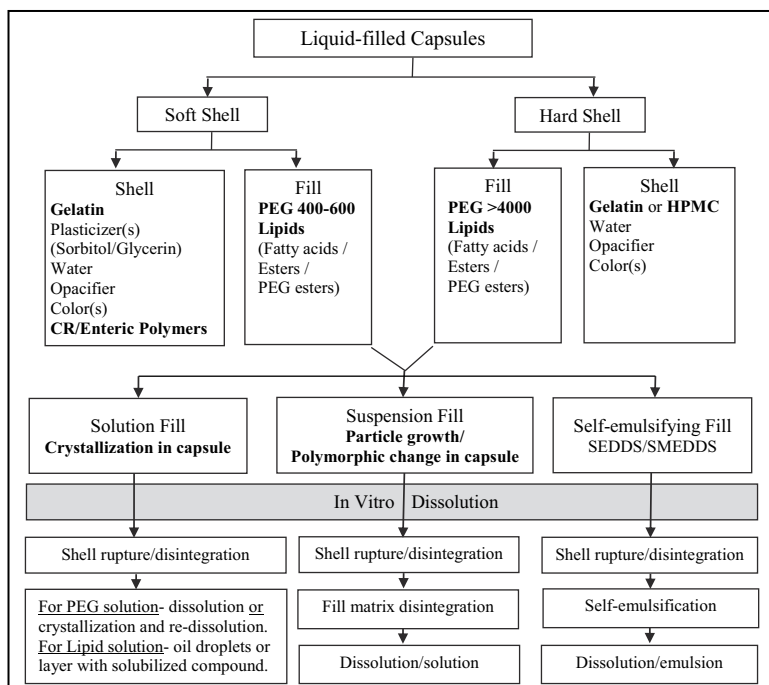 Liquid-filled Capsules
Soft Shell
Hard Shell
Shell
Gelatin
Plasticizer(s)
(Sorbitol/Glycerin)
Water
Opacifier
Color(s)
CR/Enteric Polymers
Fill
PEG 400-600
Lipids
(Fatty acids /
Esters /
PEG esters)
Fill
PEG >4000
Lipids
(Fatty acids /
Esters /
PEG esters)
Shell
Gelatin or HPMC
Water
Opacifier
Color(s)
Solution Fill
Crystallization in capsule
Suspension Fill
Particle growth/
Polymorphic change in capsule
Self-emulsifying Fill
SEDDS/SMEDDS
In Vitro Dissolution
Shell rupture/disintegration
For PEG solution- dissolution or
crystallization and re-dissolution.
For Lipid solution- oil droplets or
layer with solubilized compound.
Shell rupture/disintegration
Fill matrix disintegration
Dissolution/solution
Shell rupture/disintegration
Self-emulsification
Dissolution/emulsion